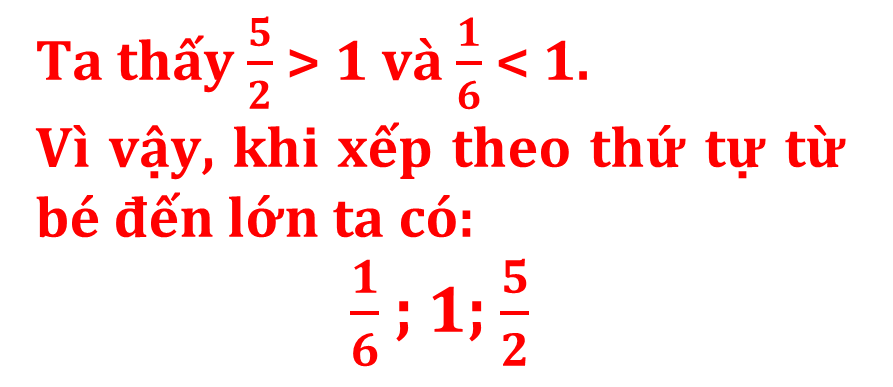 Ta thấy 5/2 > 1 và 1/6 < 1.
Vì vậy, khi xếp theo thứ tự từ
bé đến lớn ta có:
1/6 ; 1; 5/2